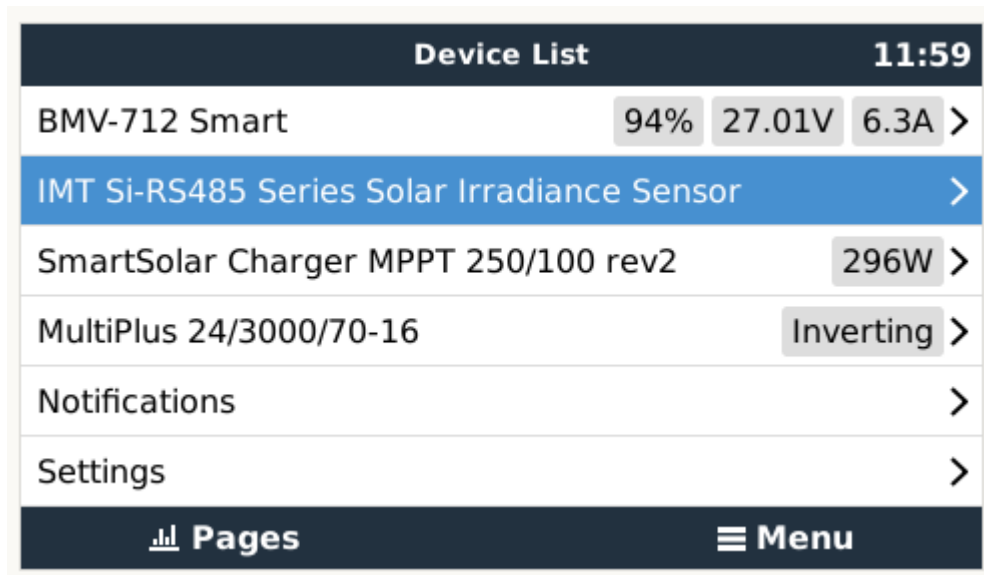 Device List 11:59
BMV-712 Smart 94% 27.01V 6.3A
IMT Si-RS485 Series Solar Irradiance Sensor
SmartSolar Charger MPPT 250/100 rev2 296W
MultiPlus 24/3000/70-16 Inverting
Notifications
Settings
Pages Menu